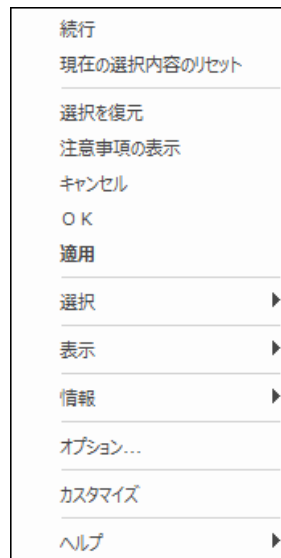 続行
現在の選択内容のリセット
選択を復元
注意事項の表示
キャンセル
ＯＫ
適用
選択
表示
情報
オプション...
カスタマイズ
ヘルプ